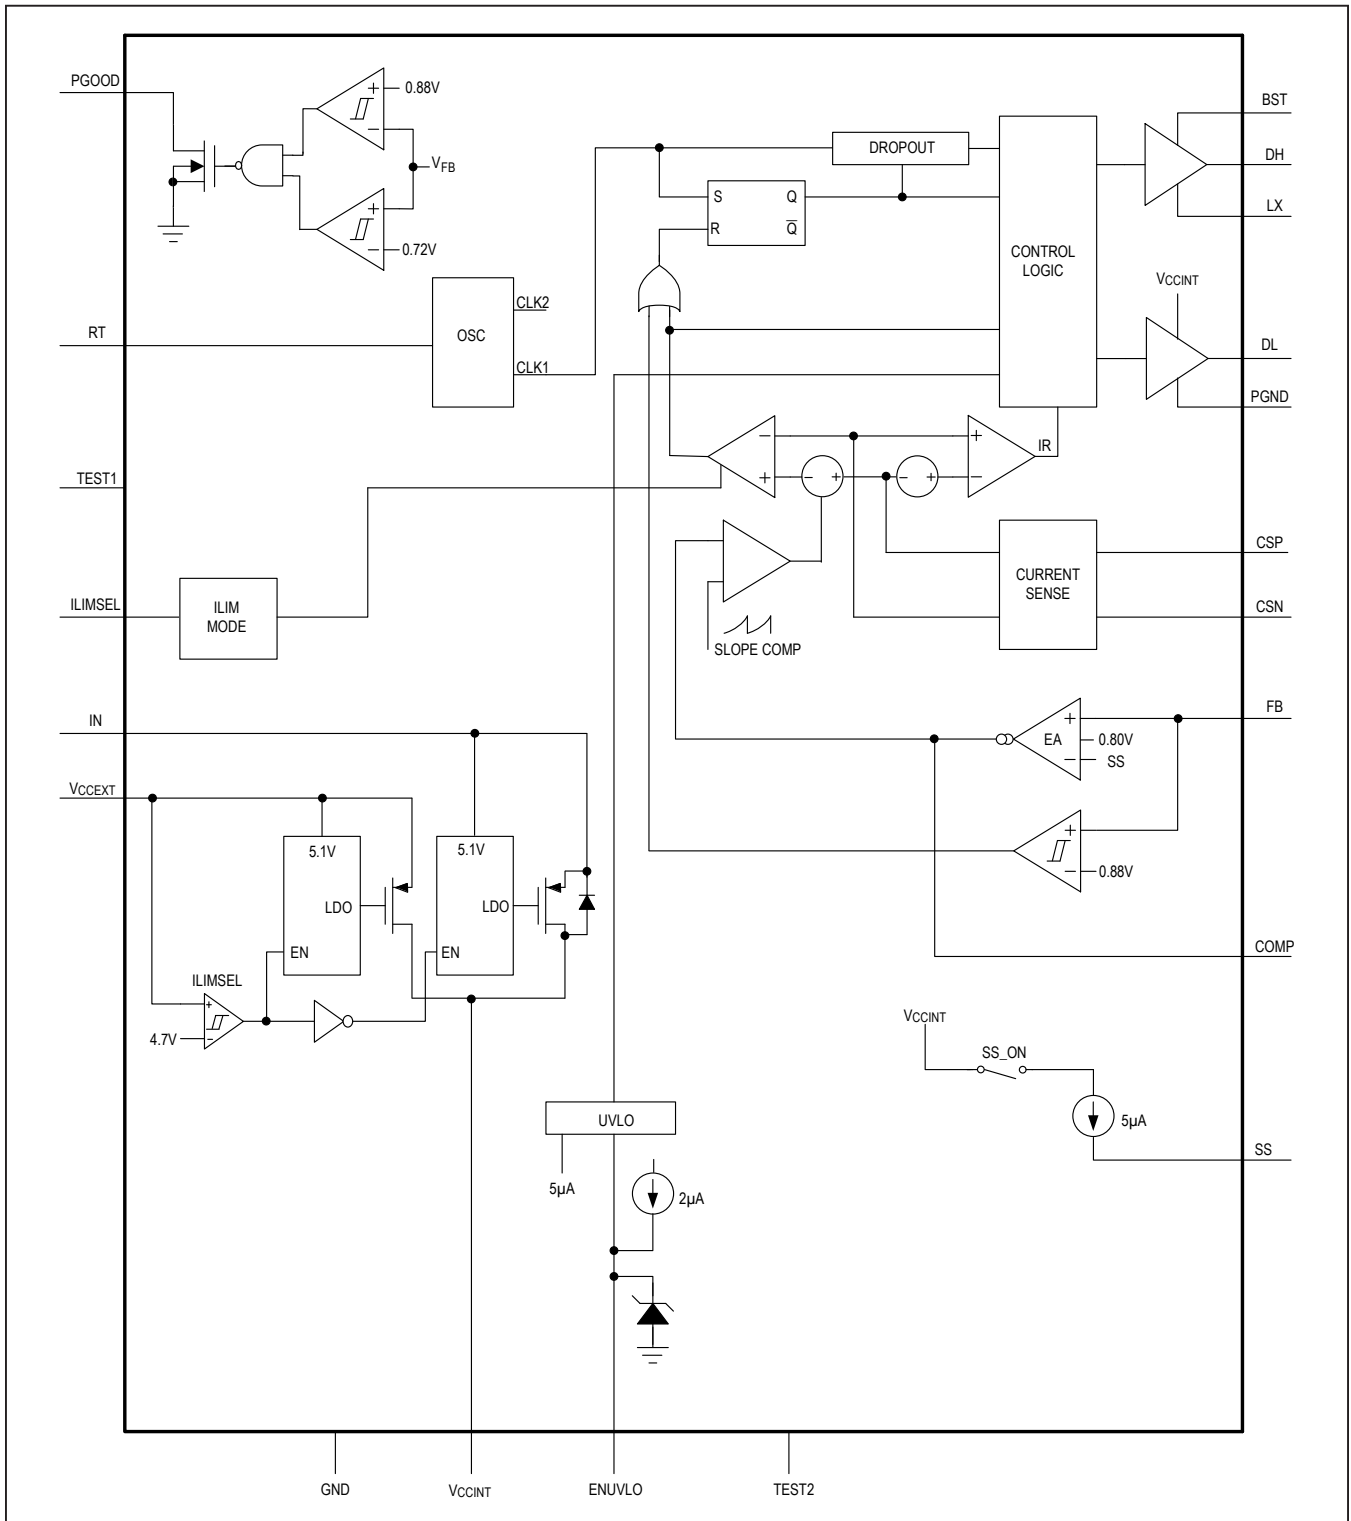 PGOOD
0.88V
VFB
0.72V
BST
DH
LX
DROPOUT
S
Q
R
Q̅
CONTROL
LOGIC
VCCINT
RT
OSC
CLK2
CLK1
DL
PGND
IR
TEST1
ILIMSEL
ILIM
MODE
SLOPE COMP
CURRENT
SENSE
CSP
CSN
IN
VCCEXT
EA
0.80V
SS
FB
0.88V
5.1V
LDO
EN
5.1V
LDO
EN
ILIMSEL
4.7V
COMP
VCCINT
SS_ON
5µA
SS
UVLO
5µA
2µA
GND
VCCINT
ENUVLO
TEST2